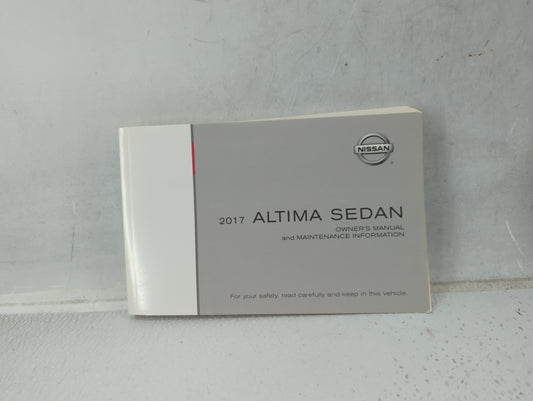 NISSAN
2017 ALTIMA SEDAN
OWNER'S MANUAL
and MAINTENANCE INFORMATION
For your safety, read carefully and keep in this vehicle.